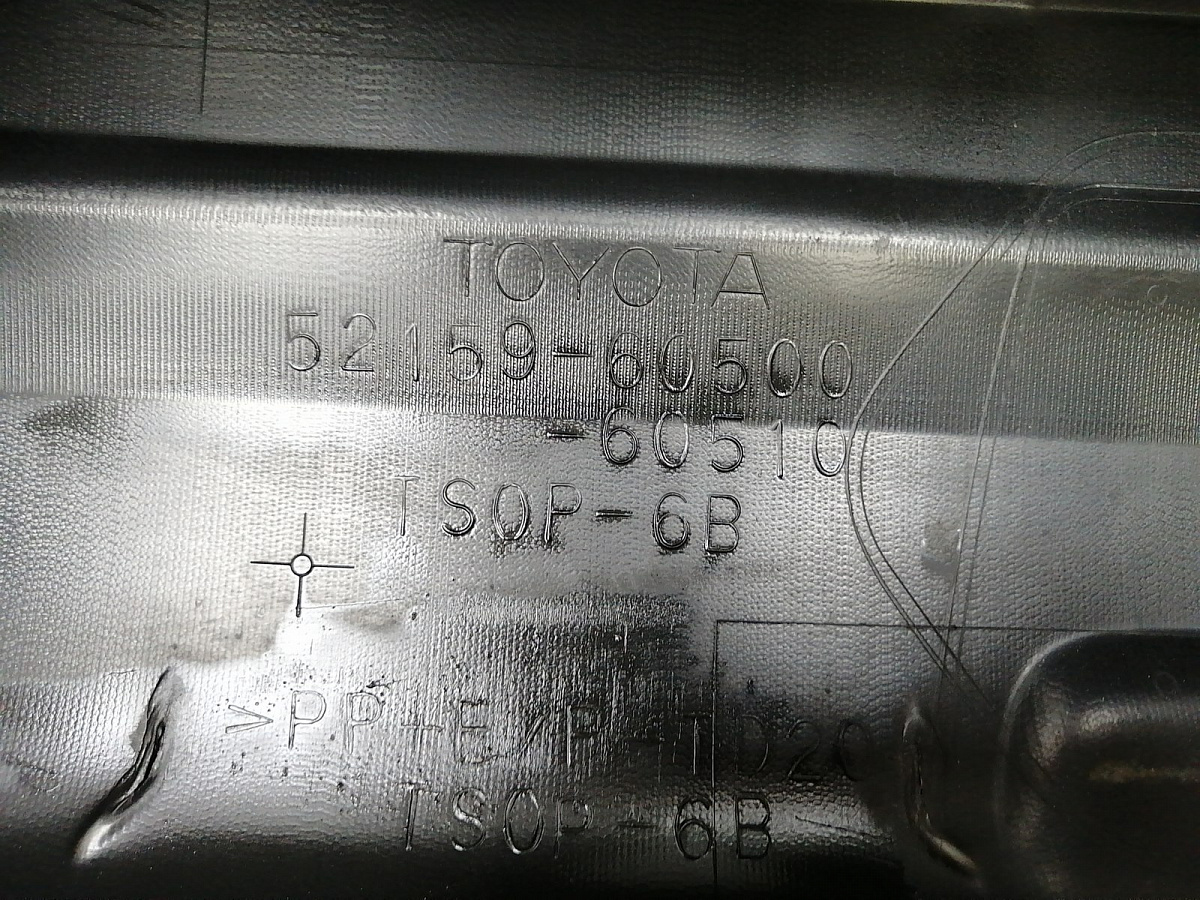 TOYOTA
52159-60500
-60510
TSOP-6B
>PP+E/P-TD20
TSOP-6B